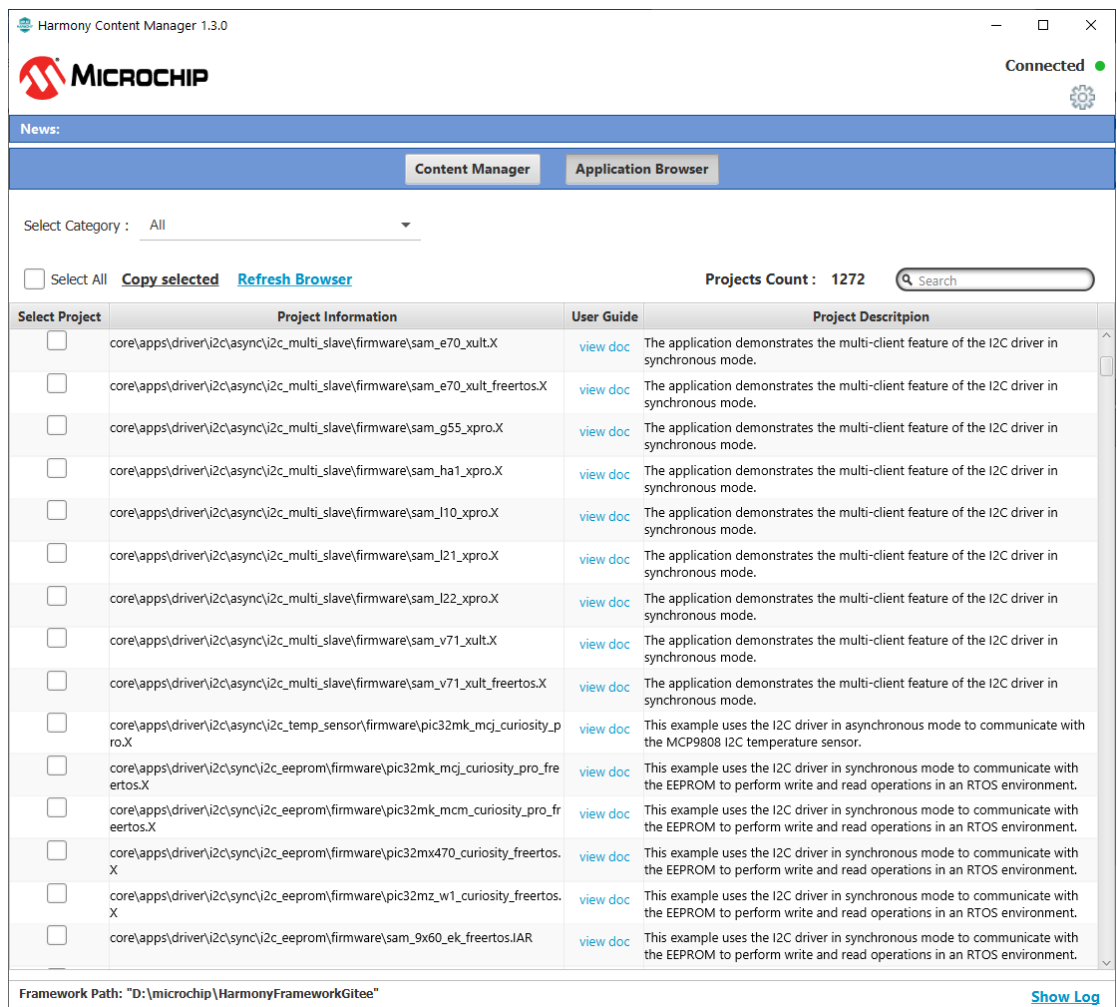 Harmony Content Manager 1.3.0
MICROCHIP
Connected
News:
Content Manager
Application Browser
Select Category :
All
Select All
Copy selected
Refresh Browser
Projects Count :
1272
Search
Select Project
Project Information
User Guide
Project Descritpion
core\apps\driver\i2c\async\i2c_multi_slave\firmware\sam_e70_xult.X
view doc
The application demonstrates the multi-client feature of the I2C driver in
synchronous mode.
core\apps\driver\i2c\async\i2c_multi_slave\firmware\sam_e70_xult_freertos.X
view doc
The application demonstrates the multi-client feature of the I2C driver in
synchronous mode.
core\apps\driver\i2c\async\i2c_multi_slave\firmware\sam_g55_xpro.X
view doc
The application demonstrates the multi-client feature of the I2C driver in
synchronous mode.
core\apps\driver\i2c\async\i2c_multi_slave\firmware\sam_ha1_xpro.X
view doc
The application demonstrates the multi-client feature of the I2C driver in
synchronous mode.
core\apps\driver\i2c\async\i2c_multi_slave\firmware\sam_l10_xpro.X
view doc
The application demonstrates the multi-client feature of the I2C driver in
synchronous mode.
core\apps\driver\i2c\async\i2c_multi_slave\firmware\sam_l21_xpro.X
view doc
The application demonstrates the multi-client feature of the I2C driver in
synchronous mode.
core\apps\driver\i2c\async\i2c_multi_slave\firmware\sam_l22_xpro.X
view doc
The application demonstrates the multi-client feature of the I2C driver in
synchronous mode.
core\apps\driver\i2c\async\i2c_multi_slave\firmware\sam_v71_xult.X
view doc
The application demonstrates the multi-client feature of the I2C driver in
synchronous mode.
core\apps\driver\i2c\async\i2c_multi_slave\firmware\sam_v71_xult_freertos.X
view doc
The application demonstrates the multi-client feature of the I2C driver in
synchronous mode.
core\apps\driver\i2c\async\i2c_temp_sensor\firmware\pic32mk_mcj_curiosity_p
ro.X
view doc
This example uses the I2C driver in asynchronous mode to communicate with
the MCP9808 I2C temperature sensor.
core\apps\driver\i2c\sync\i2c_eeprom\firmware\pic32mk_mcj_curiosity_pro_fre
ertos.X
view doc
This example uses the I2C driver in synchronous mode to communicate with
the EEPROM to perform write and read operations in an RTOS environment.
core\apps\driver\i2c\sync\i2c_eeprom\firmware\pic32mk_mcm_curiosity_pro_fr
eertos.X
view doc
This example uses the I2C driver in synchronous mode to communicate with
the EEPROM to perform write and read operations in an RTOS environment.
core\apps\driver\i2c\sync\i2c_eeprom\firmware\pic32mx470_curiosity_freertos.
X
view doc
This example uses the I2C driver in synchronous mode to communicate with
the EEPROM to perform write and read operations in an RTOS environment.
core\apps\driver\i2c\sync\i2c_eeprom\firmware\pic32mz_w1_curiosity_freertos.
X
view doc
This example uses the I2C driver in synchronous mode to communicate with
the EEPROM to perform write and read operations in an RTOS environment.
core\apps\driver\i2c\sync\i2c_eeprom\firmware\sam_9x60_ek_freertos.IAR
view doc
This example uses the I2C driver in synchronous mode to communicate with
the EEPROM to perform write and read operations in an RTOS environment.
Framework Path: "D:\microchip\HarmonyFrameworkGitee"
Show Log